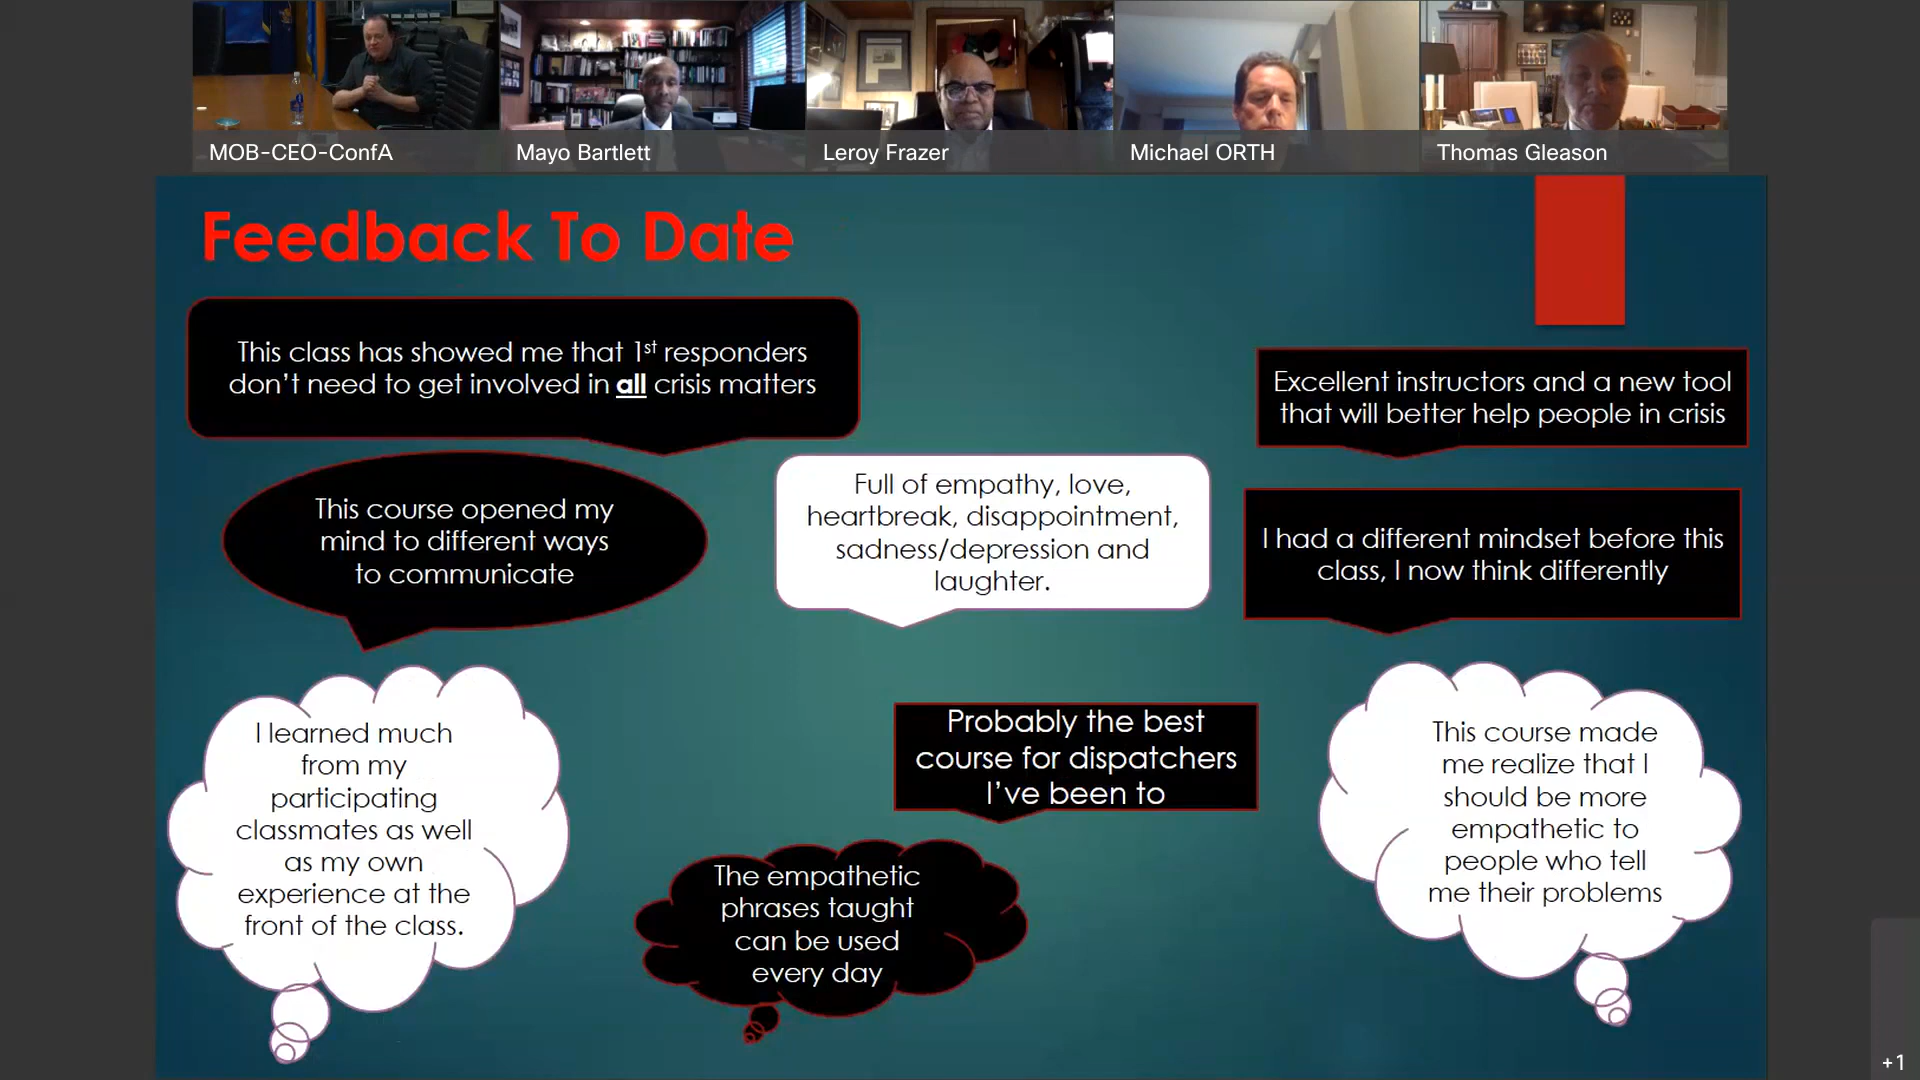 MOB-CEO-ConfA
Mayo Bartlett
Leroy Frazer
Michael ORTH
Thomas Gleason
Feedback To Date
This class has showed me that 1st responders
don't need to get involved in all crisis matters
Excellent instructors and a new tool
that will better help people in crisis
This course opened my
mind to different ways
to communicate
Full of empathy, love,
heartbreak, disappointment,
sadness/depression and
laughter.
I had a different mindset before this
class, I now think differently
I learned much
from my
participating
classmates as well
as my own
experience at the
front of the class.
Probably the best
course for dispatchers
I've been to
The empathetic
phrases taught
can be used
every day
This course made
me realize that I
should be more
empathetic to
people who tell
me their problems
+1